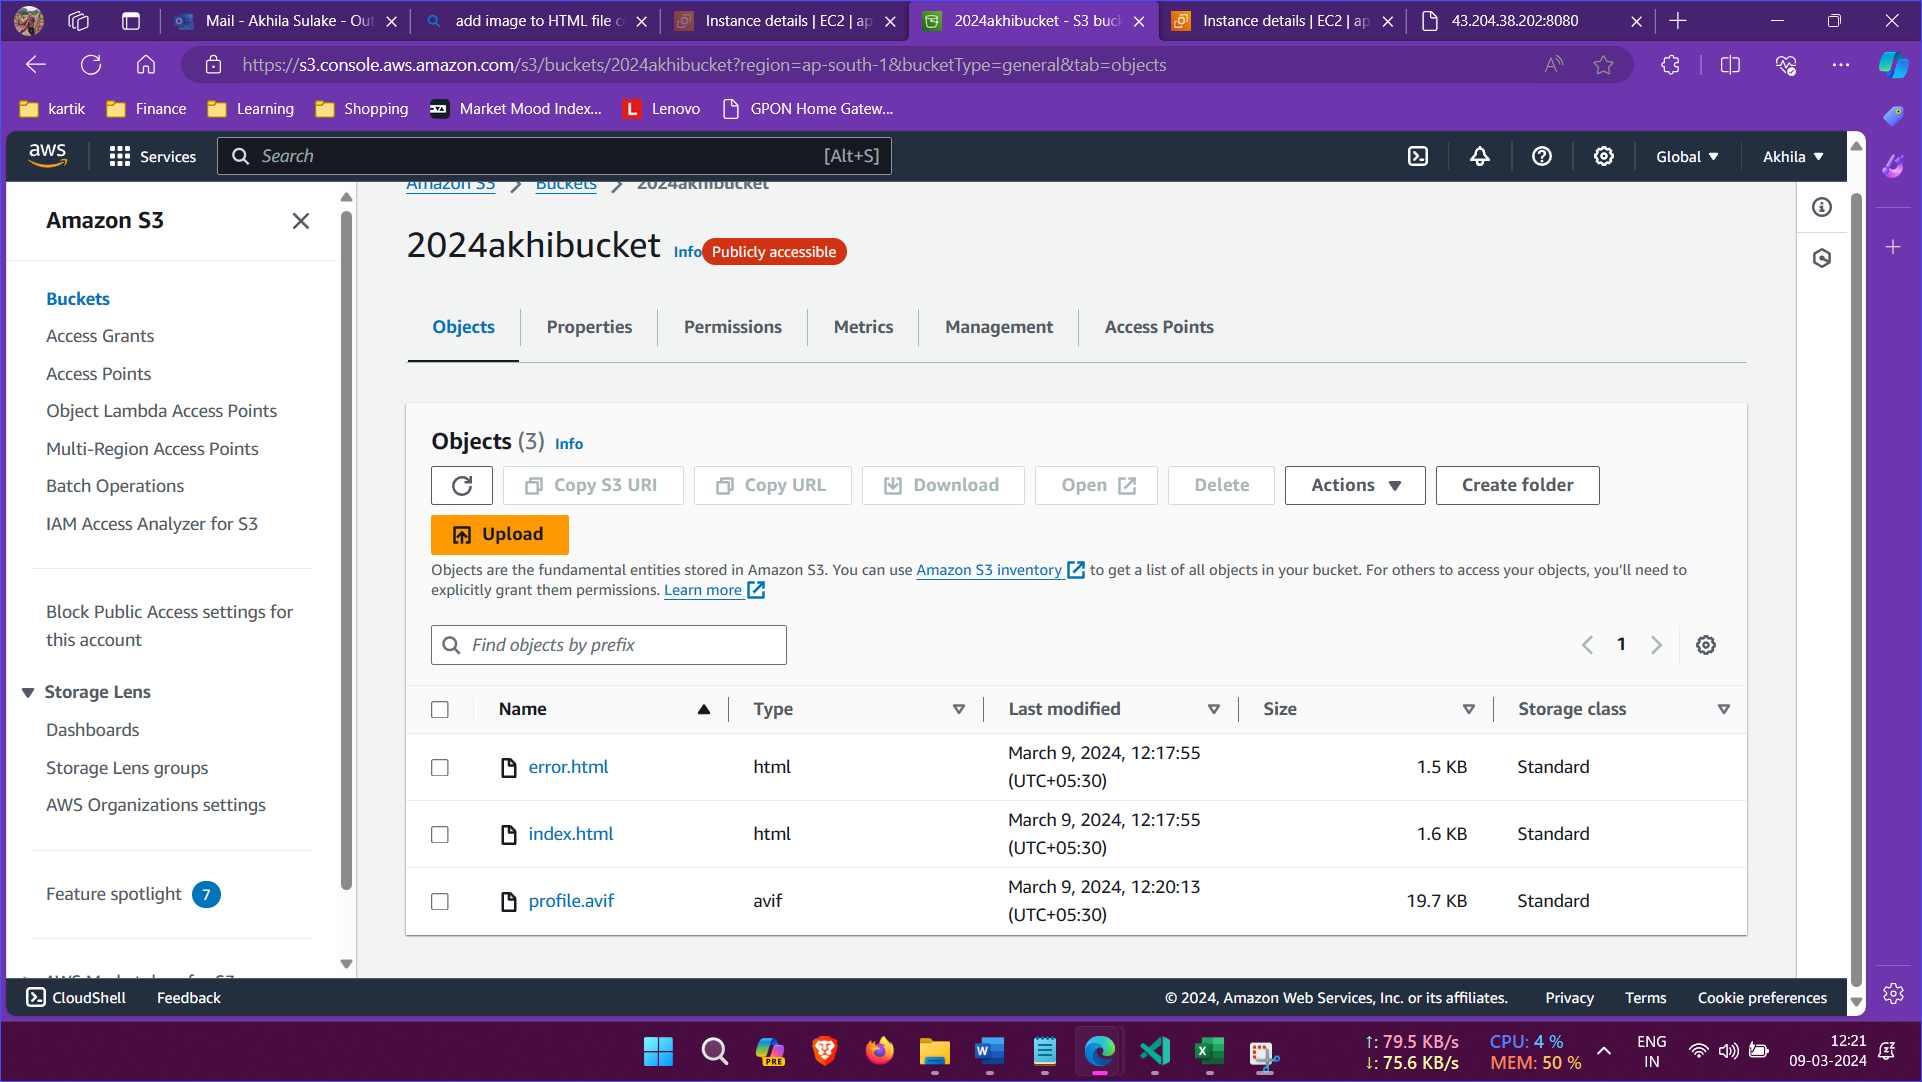 Mail - Akhila Sulake - Out
add image to HTML file c
Instance details | EC2 | ap
2024akhibucket - S3 buck
Instance details | EC2 | ap
43.204.38.202:8080
https://s3.console.aws.amazon.com/s3/buckets/2024akhibucket?region=ap-south-1&bucketType=general&tab=objects
kartik
Finance
Learning
Shopping
Market Mood Index...
L Lenovo
GPON Home Gatew...
aws
Services
Search
[Alt+S]
Global
Akhila
Amazon S3
Buckets
Access Grants
Access Points
Object Lambda Access Points
Multi-Region Access Points
Batch Operations
IAM Access Analyzer for S3
Block Public Access settings for
this account
Storage Lens
Dashboards
Storage Lens groups
AWS Organizations settings
Feature spotlight 7
Amazon S3
Buckets
2024akhibucket
2024akhibucket Info Publicly accessible
Objects
Properties
Permissions
Metrics
Management
Access Points
Objects (3) Info
Copy S3 URI
Copy URL
Download
Open
Delete
Actions
Create folder
Upload
Objects are the fundamental entities stored in Amazon S3. You can use Amazon S3 inventory to get a list of all objects in your bucket. For others to access your objects, you'll need to
explicitly grant them permissions. Learn more
Find objects by prefix
1
Name Type Last modified Size Storage class
error.html html March 9, 2024, 12:17:55 (UTC+05:30) 1.5 KB Standard
index.html html March 9, 2024, 12:17:55 (UTC+05:30) 1.6 KB Standard
profile.avif avif March 9, 2024, 12:20:13 (UTC+05:30) 19.7 KB Standard
CloudShell
Feedback
© 2024, Amazon Web Services, Inc. or its affiliates.
Privacy
Terms
Cookie preferences
PRE
↑: 79.5 KB/s
↓: 75.6 KB/s
CPU: 4 %
MEM: 50 %
ENG
IN
12:21
09-03-2024